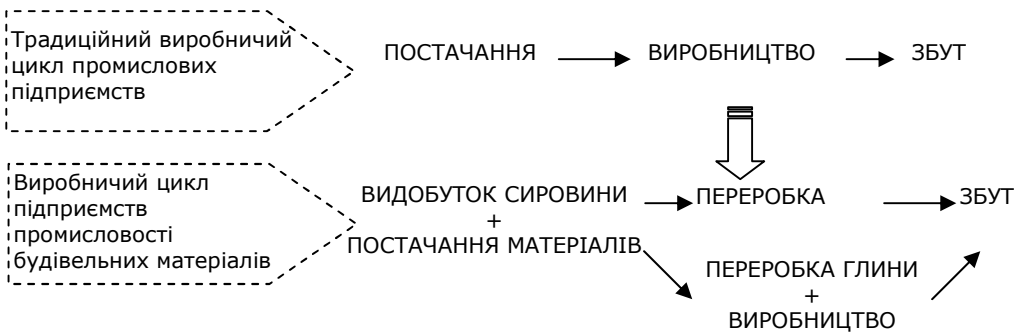 Традиційний виробничий
цикл промислових
підприємств
ПОСТАЧАННЯ
ВИРОБНИЦТВО
ЗБУТ
Виробничий цикл
підприємств
промисловості
будівельних матеріалів
ВИДОБУТОК СИРОВИНИ
+
ПОСТАЧАННЯ МАТЕРІАЛІВ
ПЕРЕРОБКА
ЗБУТ
ПЕРЕРОБКА ГЛИНИ
+
ВИРОБНИЦТВО